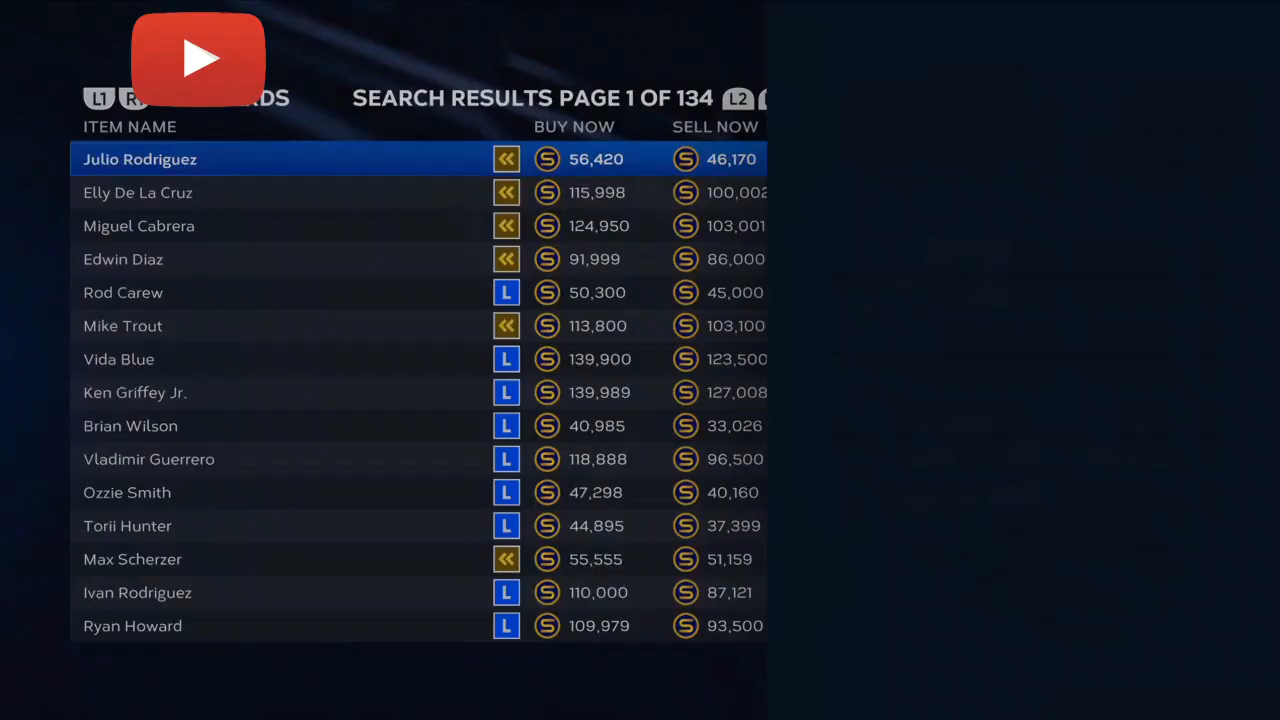 L1 R SEARCH RESULTS PAGE 1 OF 134 L2
ITEM NAME BUY NOW SELL NOW
Julio Rodriguez 56,420 46,170
Elly De La Cruz 115,998 100,002
Miguel Cabrera 124,950 103,001
Edwin Diaz 91,999 86,000
Rod Carew L 50,300 45,000
Mike Trout 113,800 103,100
Vida Blue L 139,900 123,500
Ken Griffey Jr. L 139,989 127,008
Brian Wilson L 40,985 33,026
Vladimir Guerrero L 118,888 96,500
Ozzie Smith L 47,298 40,160
Torii Hunter L 44,895 37,399
Max Scherzer 55,555 51,159
Ivan Rodriguez L 110,000 87,121
Ryan Howard L 109,979 93,500